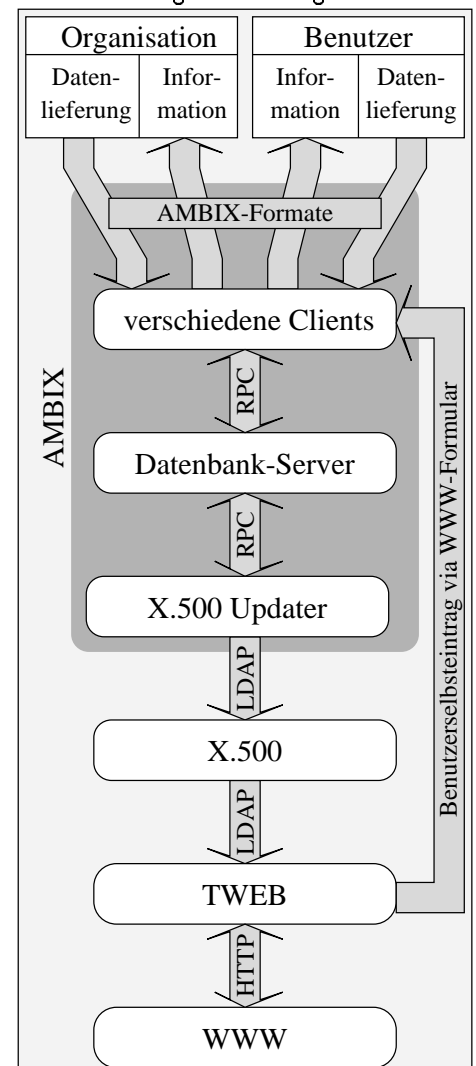 Organisation
Benutzer
Daten-
lieferung
Infor-
mation
Infor-
mation
Daten-
lieferung
AMBIX-Formate
verschiedene Clients
RPC
AMBIX
Datenbank-Server
RPC
X.500 Updater
LDAP
X.500
LDAP
TWEB
HTTP
WWW
Benutzerselbsteintrag via WWW-Formular